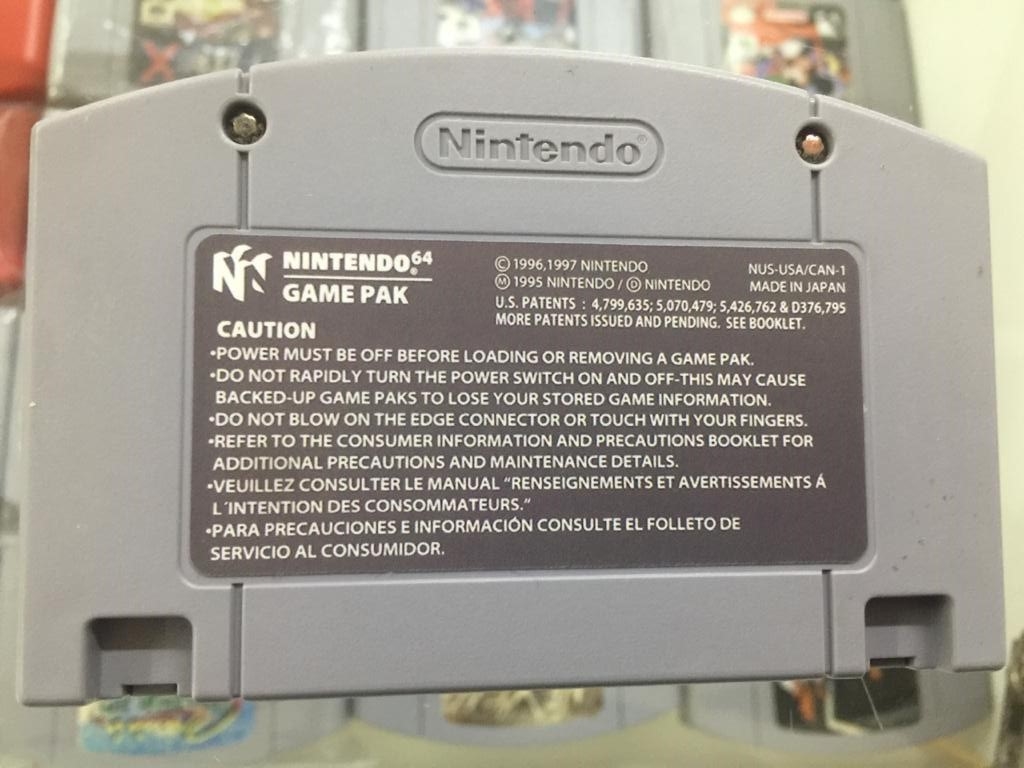 Nintendo®
NINTENDO®64
GAME PAK
© 1996,1997 NINTENDO
Ⓜ 1995 NINTENDO / Ⓓ NINTENDO
NUS-USA/CAN-1
MADE IN JAPAN
U.S. PATENTS : 4,799,635; 5,070,479; 5,426,762 & D376,795
MORE PATENTS ISSUED AND PENDING. SEE BOOKLET.
CAUTION
•POWER MUST BE OFF BEFORE LOADING OR REMOVING A GAME PAK.
•DO NOT RAPIDLY TURN THE POWER SWITCH ON AND OFF-THIS MAY CAUSE
BACKED-UP GAME PAKS TO LOSE YOUR STORED GAME INFORMATION.
•DO NOT BLOW ON THE EDGE CONNECTOR OR TOUCH WITH YOUR FINGERS.
•REFER TO THE CONSUMER INFORMATION AND PRECAUTIONS BOOKLET FOR
ADDITIONAL PRECAUTIONS AND MAINTENANCE DETAILS.
•VEUILLEZ CONSULTER LE MANUAL "RENSEIGNEMENTS ET AVERTISSEMENTS Á
L'INTENTION DES CONSOMMATEURS."
•PARA PRECAUCIONES E INFORMACIÓN CONSULTE EL FOLLETO DE
SERVICIO AL CONSUMIDOR.